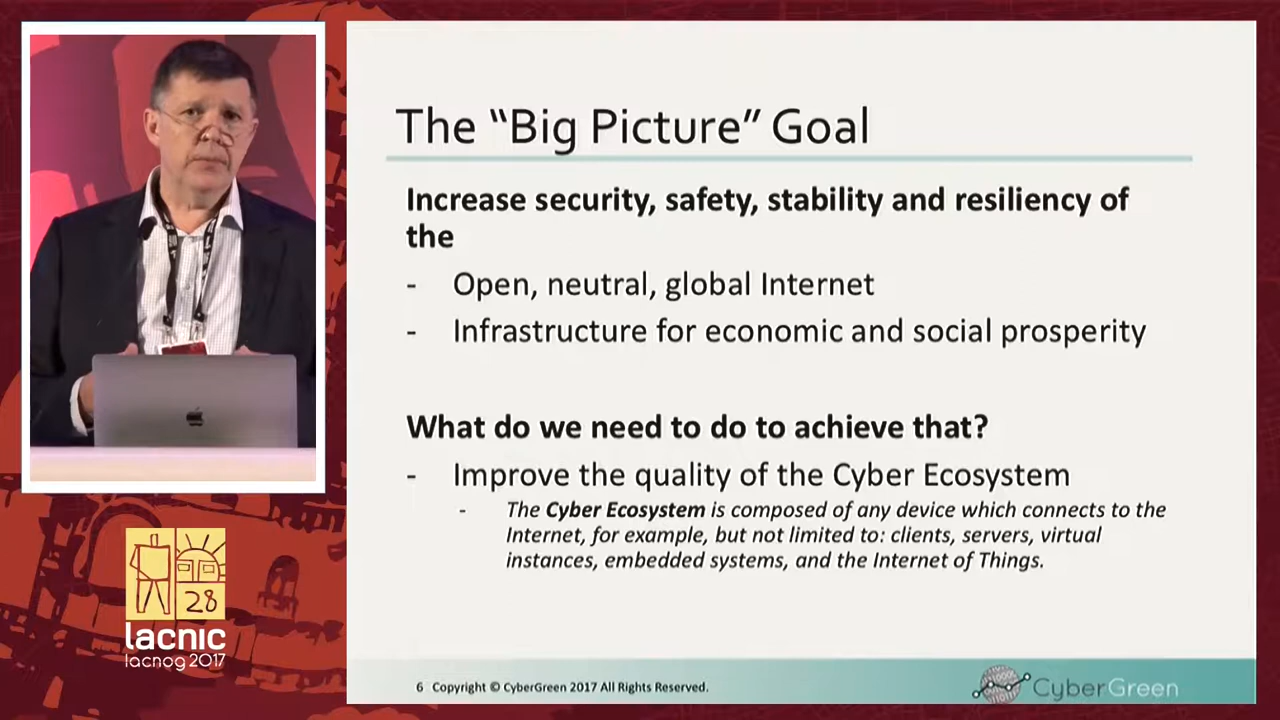 The “Big Picture” Goal
Increase security, safety, stability and resiliency of
the
- Open, neutral, global Internet
- Infrastructure for economic and social prosperity
What do we need to do to achieve that?
- Improve the quality of the Cyber Ecosystem
- The Cyber Ecosystem is composed of any device which connects to the
Internet, for example, but not limited to: clients, servers, virtual
instances, embedded systems, and the Internet of Things.
28
lacnic
lacnog 2017
6 Copyright © CyberGreen 2017 All Rights Reserved.
CyberGreen